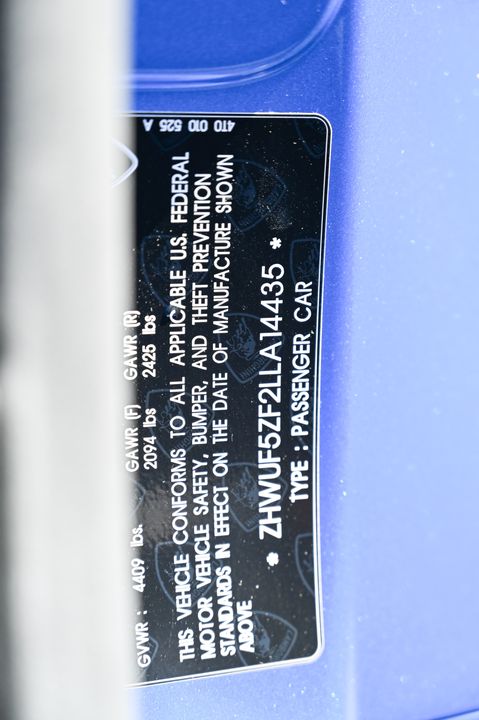 GAWR (F) GAWR (R)
GVWR : 4409 lbs. 2094 lbs 2425 lbs
THIS VEHICLE CONFORMS TO ALL APPLICABLE U.S. FEDERAL
MOTOR VEHICLE SAFETY, BUMPER, AND THEFT PREVENTION
STANDARDS IN EFFECT ON THE DATE OF MANUFACTURE SHOWN
ABOVE
* ZHWUF5ZF2LLA14435 *
TYPE : PASSENGER CAR
4T0 010 525 A